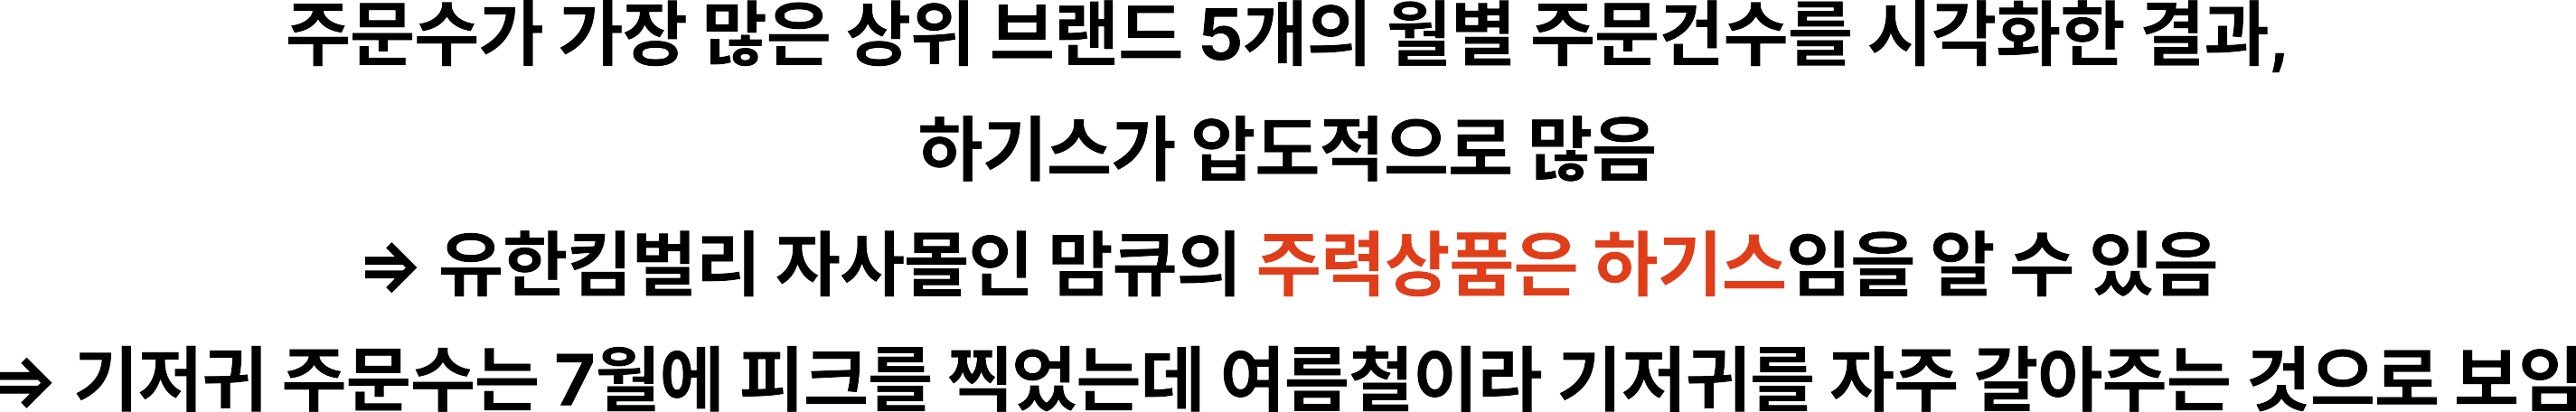 주문수가 가장 많은 상위 브랜드 5개의 월별 주문건수를 시각화한 결과,
하기스가 압도적으로 많음
⇒ 유한킴벌리 자사몰인 맘큐의 주력상품은 하기스임을 알 수 있음
⇒ 기저귀 주문수는 7월에 피크를 찍었는데 여름철이라 기저귀를 자주 갈아주는 것으로 보임